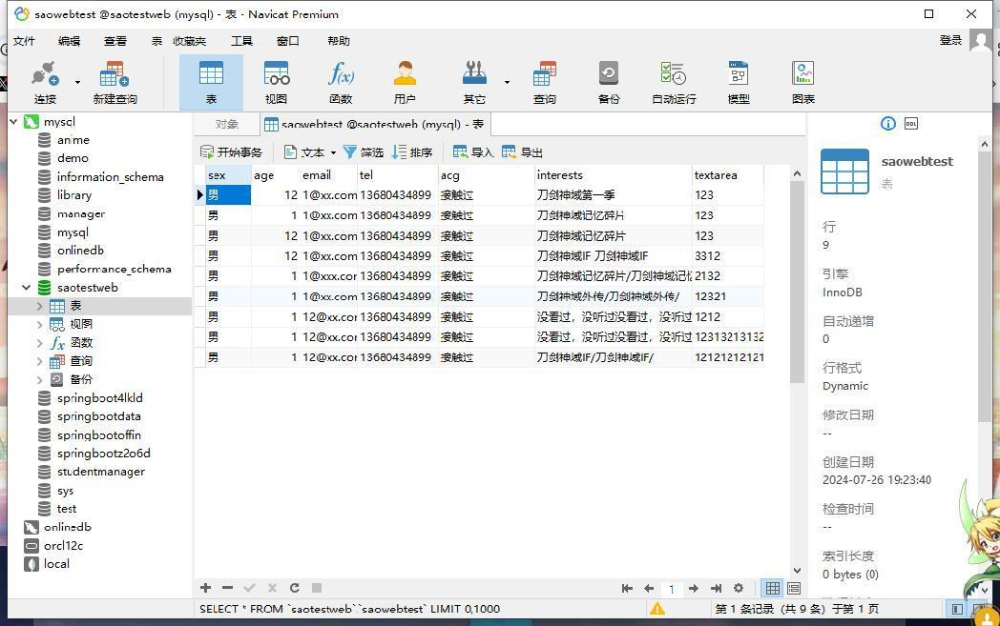 saowebtest @saotestweb (mysql) - 表 - Navicat Premium
文件 编辑 查看 表 收藏夹 工具 窗口 帮助 登录
连接 新建查询 表 视图 函数 用户 其它 查询 备份 自动运行 模型 图表
对象 saowebtest @saotestweb (mysql) - 表
开始事务 文本 筛选 排序 导入 导出
mysql
anime
demo
information_schema
library
manager
mysql
onlinedb
performance_schema
saotestweb
表
视图
函数
查询
备份
springboot4lkld
springbootdata
springbootoffin
springbootz2o6d
studentmanager
sys
test
onlinedb
orcl12c
local
sex age email tel acg interests textarea
男 12 1@xx.com 13680434899 接触过 刀剑神域第一季 123
男 1 1@xx.com 13680434899 接触过 刀剑神域记忆碎片 123
男 12 1@xx.com 13680434899 接触过 刀剑神域记忆碎片 123
男 12 1@xx.com 13680434899 接触过 刀剑神域IF 刀剑神域IF 3312
男 1 1@xxx.com 13680434899 接触过 刀剑神域记忆碎片/刀剑神域记忆 2132
男 1 1@xx.com 13680434899 接触过 刀剑神域外传/刀剑神域外传/ 12321
男 1 12@xx.com 13680434899 接触过 没看过，没听过没看过，没听过 1212
男 1 12@xx.com 13680434899 接触过 没看过，没听过没看过，没听过 12313213132
男 1 12@xx.com 13680434899 接触过 刀剑神域IF/刀剑神域IF/ 12121212121
saowebtest
表
行
9
引擎
InnoDB
自动递增
0
行格式
Dynamic
修改日期
--
创建日期
2024-07-26 19:23:40
检查时间
--
索引长度
0 bytes (0)
1
SELECT * FROM `saotestweb`.`saowebtest` LIMIT 0,1000 第 1 条记录 (共 9 条) 于第 1 页